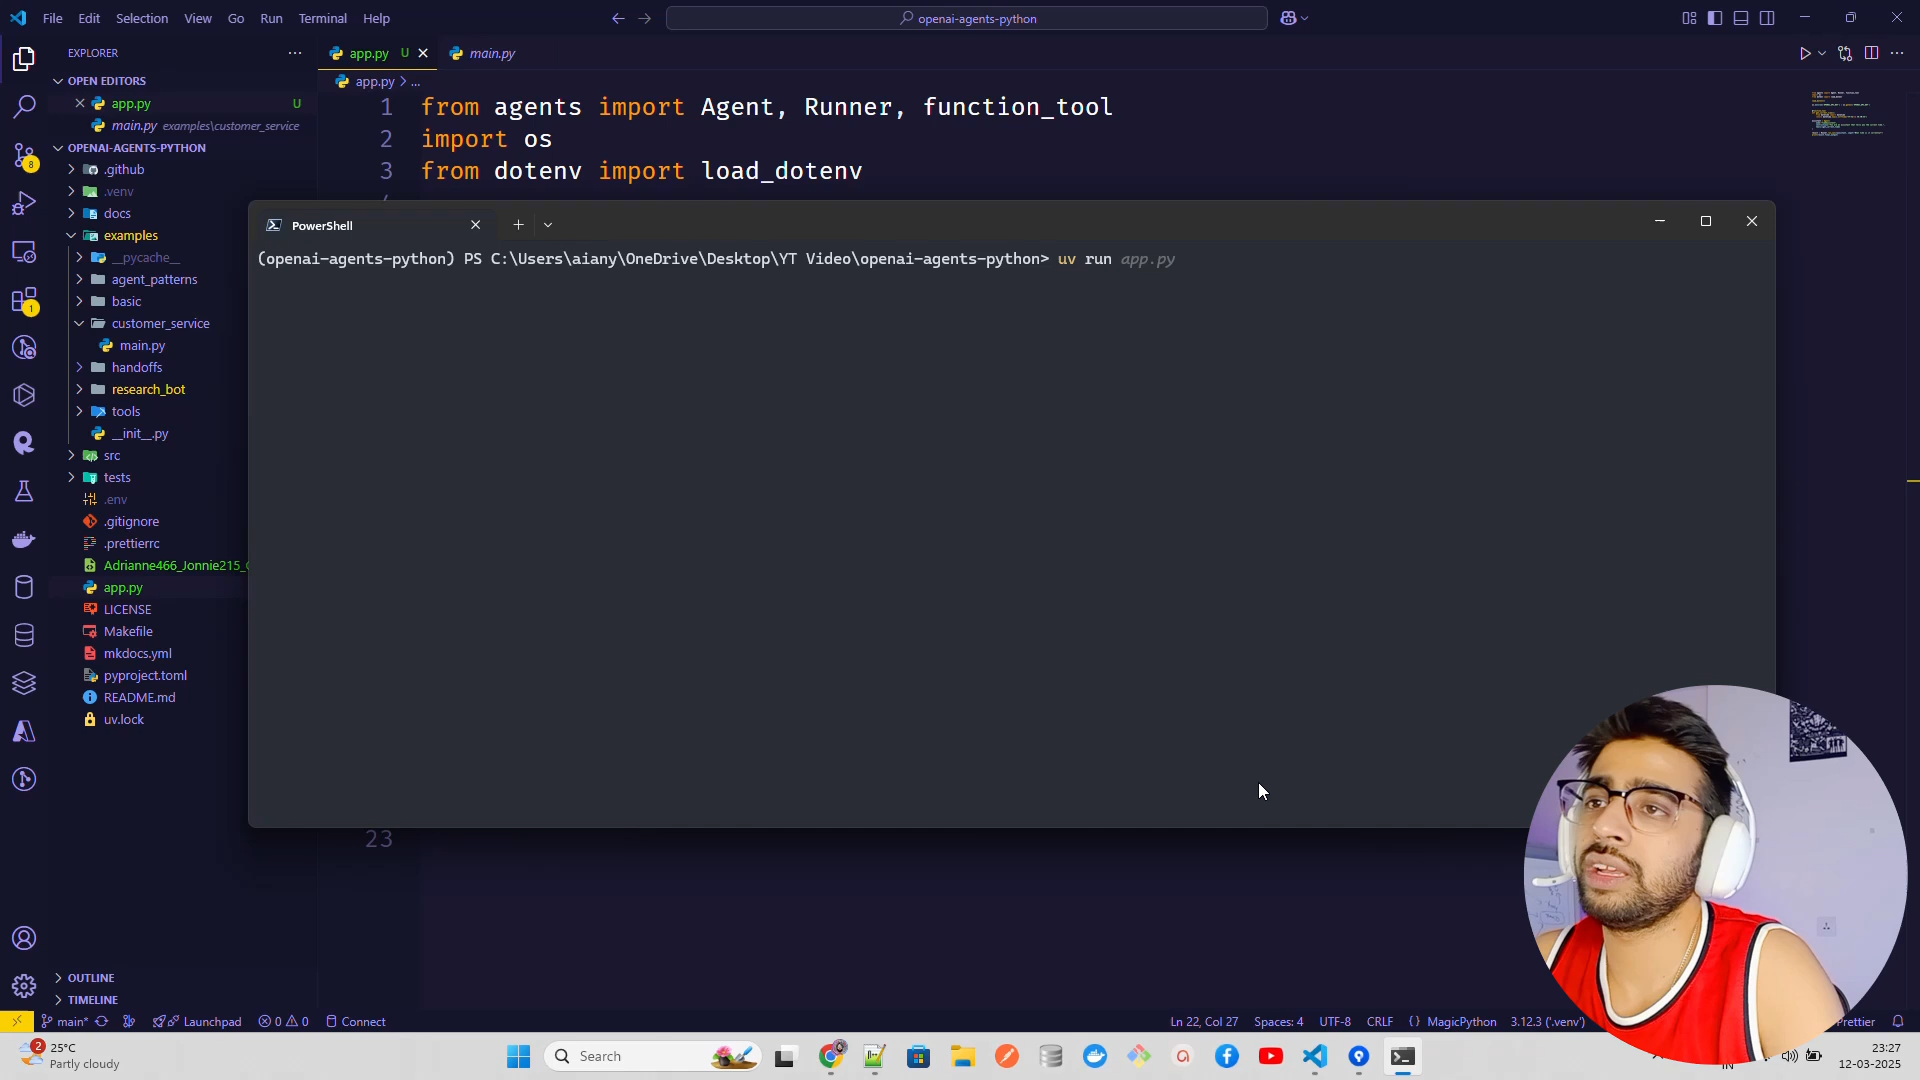 File Edit Selection View Go Run Terminal Help
openai-agents-python
EXPLORER
app.py U
main.py
OPEN EDITORS
app.py U
main.py examples\customer_service
OPENAI-AGENTS-PYTHON
.github
.venv
docs
examples
__pycache__
agent_patterns
basic
customer_service
main.py
handoffs
research_bot
tools
__init__.py
src
tests
.env
.gitignore
.prettierrc
Adrianne466_Jonnie215_
app.py
LICENSE
Makefile
mkdocs.yml
pyproject.toml
README.md
uv.lock
OUTLINE
TIMELINE
8
1
app.py > ...
1 from agents import Agent, Runner, function_tool
2 import os
3 from dotenv import load_dotenv
PowerShell
(openai-agents-python) PS C:\Users\aiany\OneDrive\Desktop\YT Video\openai-agents-python> uv run app.py
23
main* Launchpad 0 0 Connect
Ln 22, Col 27 Spaces: 4 UTF-8 CRLF {} MagicPython 3.12.3 ('.venv') Prettier
2
25°C
Partly cloudy
Search
IN
23:27
12-03-2025